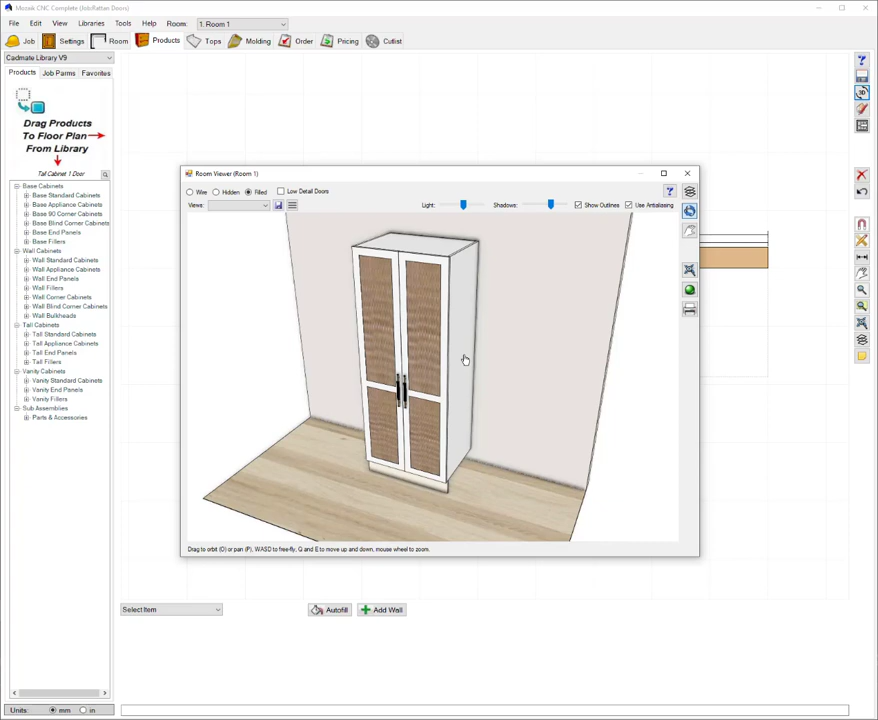 Mozaik CNC Complete (JobRattan Doors)
File Edit View Libraries Tools Help Room: 1. Room 1
Job Settings Room Products Tops Molding Order Pricing Cutlist
Cadmate Library V9
Products Job Parms Favorites
Drag Products
To Floor Plan
From Library
Tall Cabinet 1 Door
Base Cabinets
Base Standard Cabinets
Base Appliance Cabinets
Base 90 Corner Cabinets
Base Blind Corner Cabinets
Base End Panels
Base Fillers
Wall Cabinets
Wall Standard Cabinets
Wall Appliance Cabinets
Wall End Panels
Wall Fillers
Wall Corner Cabinets
Wall Blind Corner Cabinets
Wall Bulkheads
Tall Cabinets
Tall Standard Cabinets
Tall Appliance Cabinets
Tall End Panels
Tall Fillers
Vanity Cabinets
Vanity Standard Cabinets
Vanity End Panels
Vanity Fillers
Sub Assemblies
Parts & Accessories
Units: mm in
Room Viewer (Room 1)
Wire Hidden Filled Low Detail Doors
Views: Light: Shadows: Show Outlines Use Antialiasing
Drag to orbit (O) or pan (P), WASD to free-fly, Q and E to move up and down, mouse wheel to zoom.
Select Item Autofill Add Wall
3D